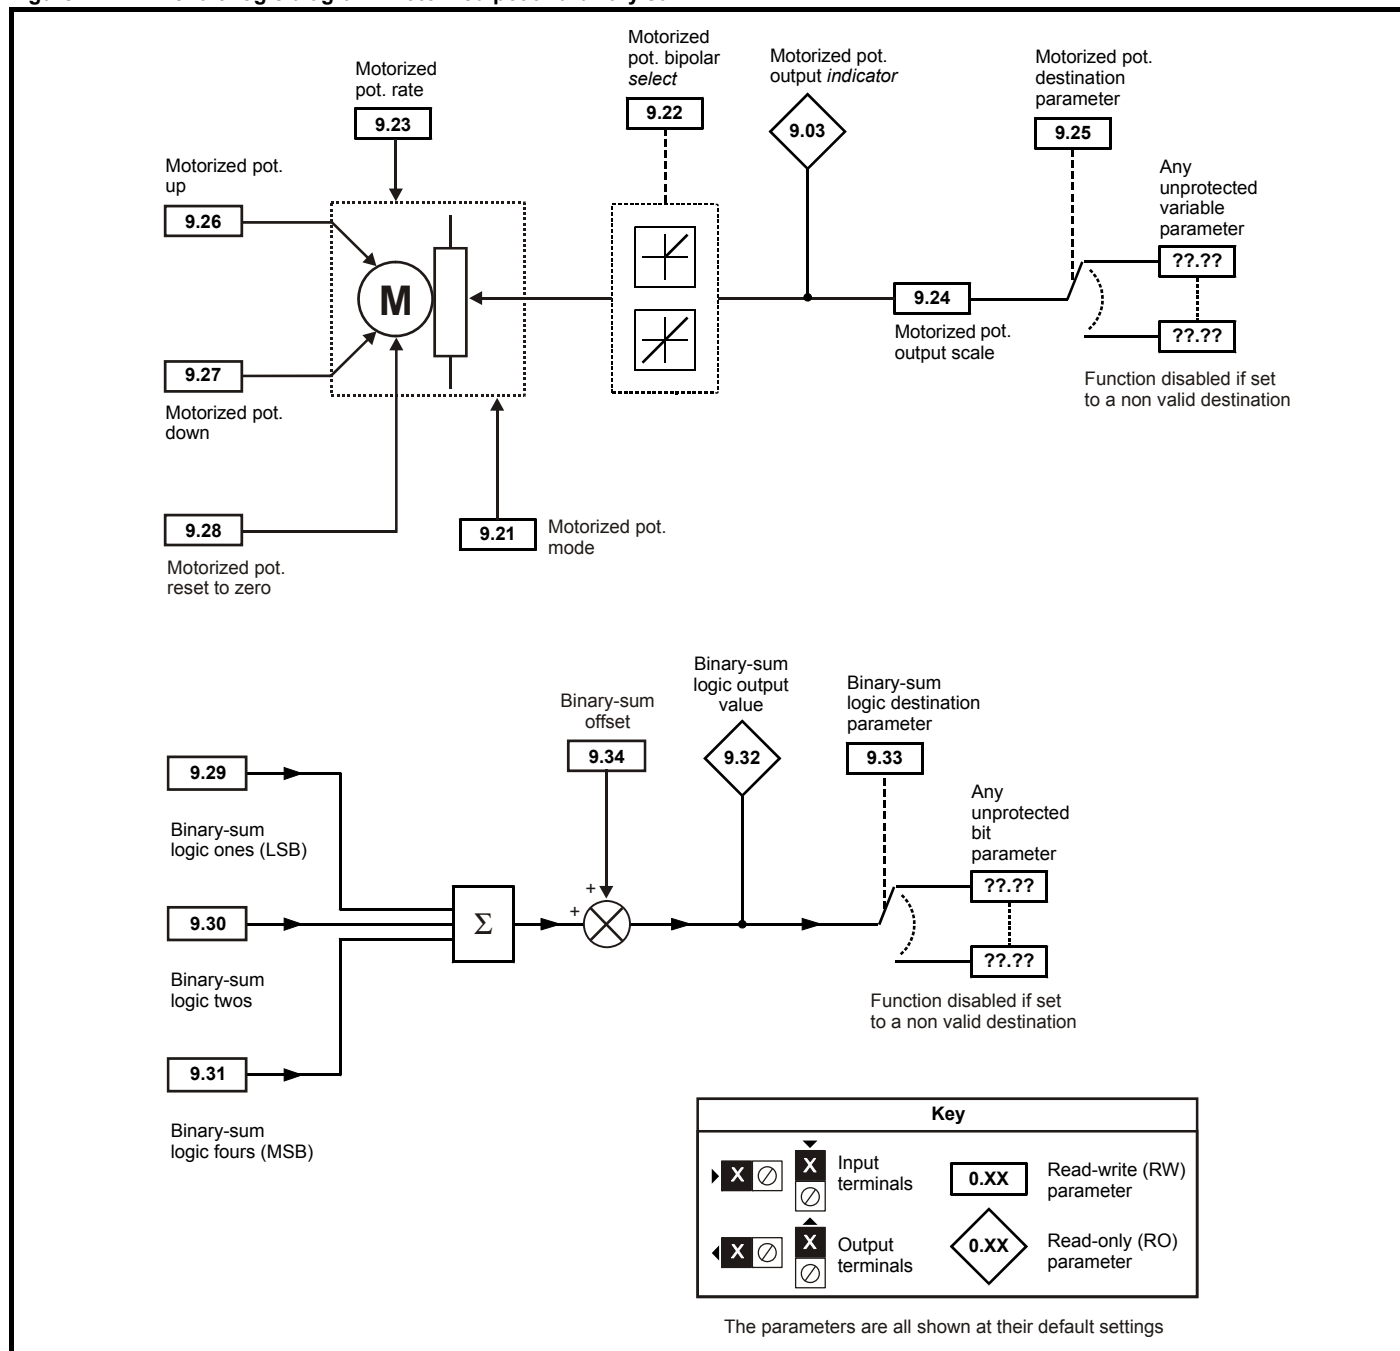 Motorized
pot. rate
9.23
Motorized
pot. bipolar
select
9.22
Motorized pot.
output indicator
9.03
Motorized pot.
destination
parameter
9.25
Motorized pot.
up
9.26
Any
unprotected
variable
parameter
??.??
??.??
M
9.24
Motorized pot.
output scale
9.27
Motorized pot.
down
Function disabled if set
to a non valid destination
9.28
Motorized pot.
reset to zero
9.21
Motorized pot.
mode
Binary-sum
offset
9.34
Binary-sum
logic output
value
9.32
Binary-sum
logic destination
parameter
9.33
9.29
Binary-sum
logic ones (LSB)
Any
unprotected
bit
parameter
??.??
??.??
9.30
Binary-sum
logic twos
Σ
+
+
Function disabled if set
to a non valid destination
9.31
Binary-sum
logic fours (MSB)
Key
X
X
Input
terminals
0.XX
Read-write (RW)
parameter
X
X
Output
terminals
0.XX
Read-only (RO)
parameter
The parameters are all shown at their default settings